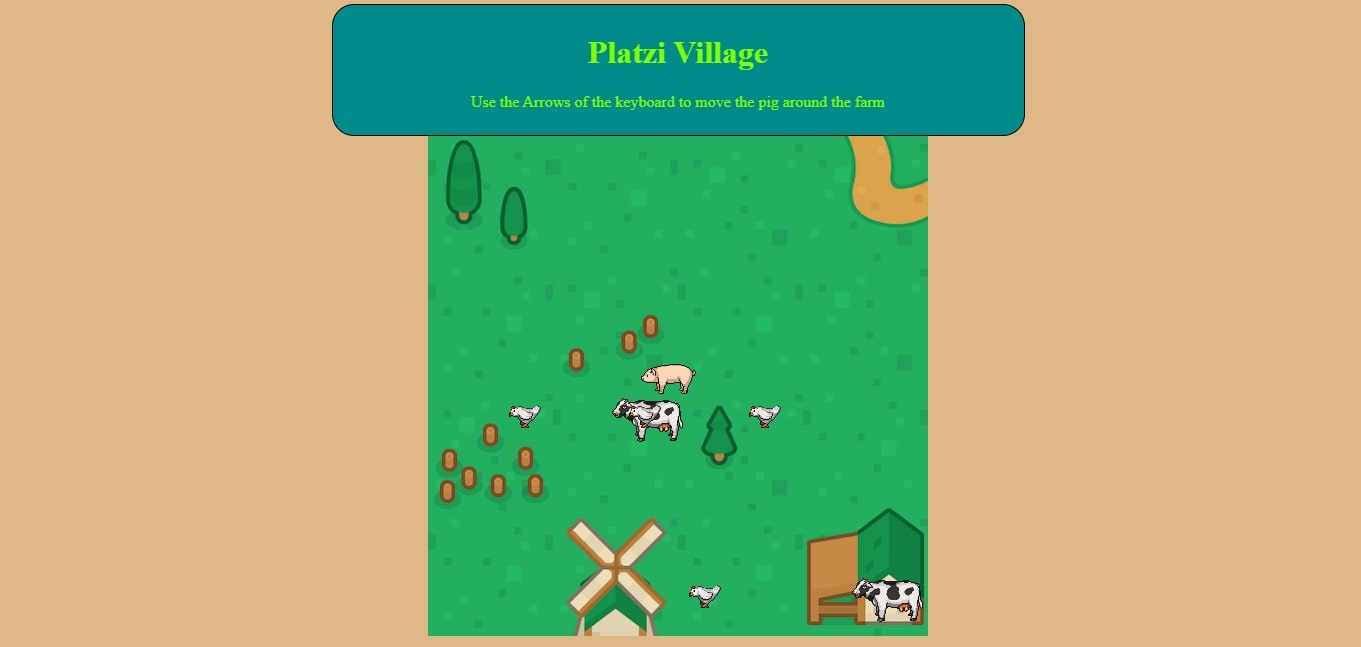 Platzi Village
Use the Arrows of the keyboard to move the pig around the farm